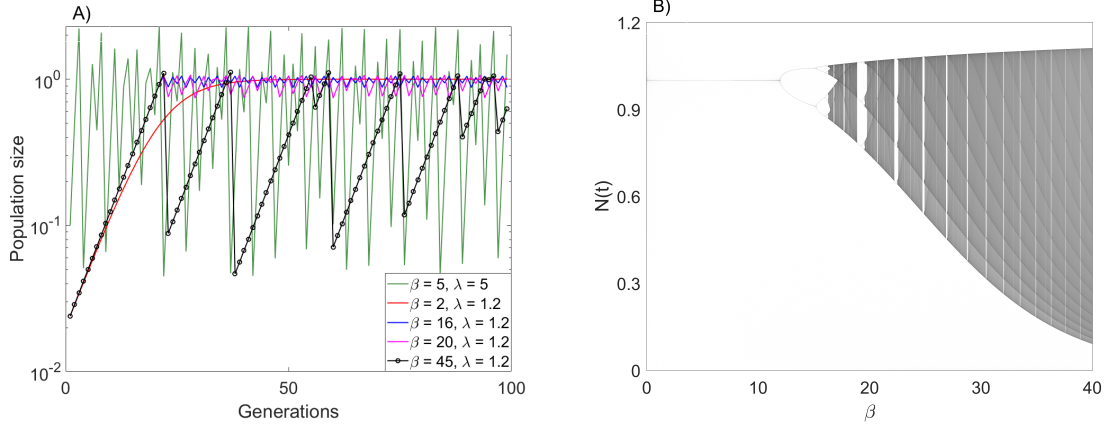 A)
Population size
10⁰
10⁻¹
10⁻²
0
50
100
Generations
β = 5, λ = 5
β = 2, λ = 1.2
β = 16, λ = 1.2
β = 20, λ = 1.2
β = 45, λ = 1.2
B)
N(t)
1.2
0.9
0.6
0.3
0
0
10
20
30
40
β